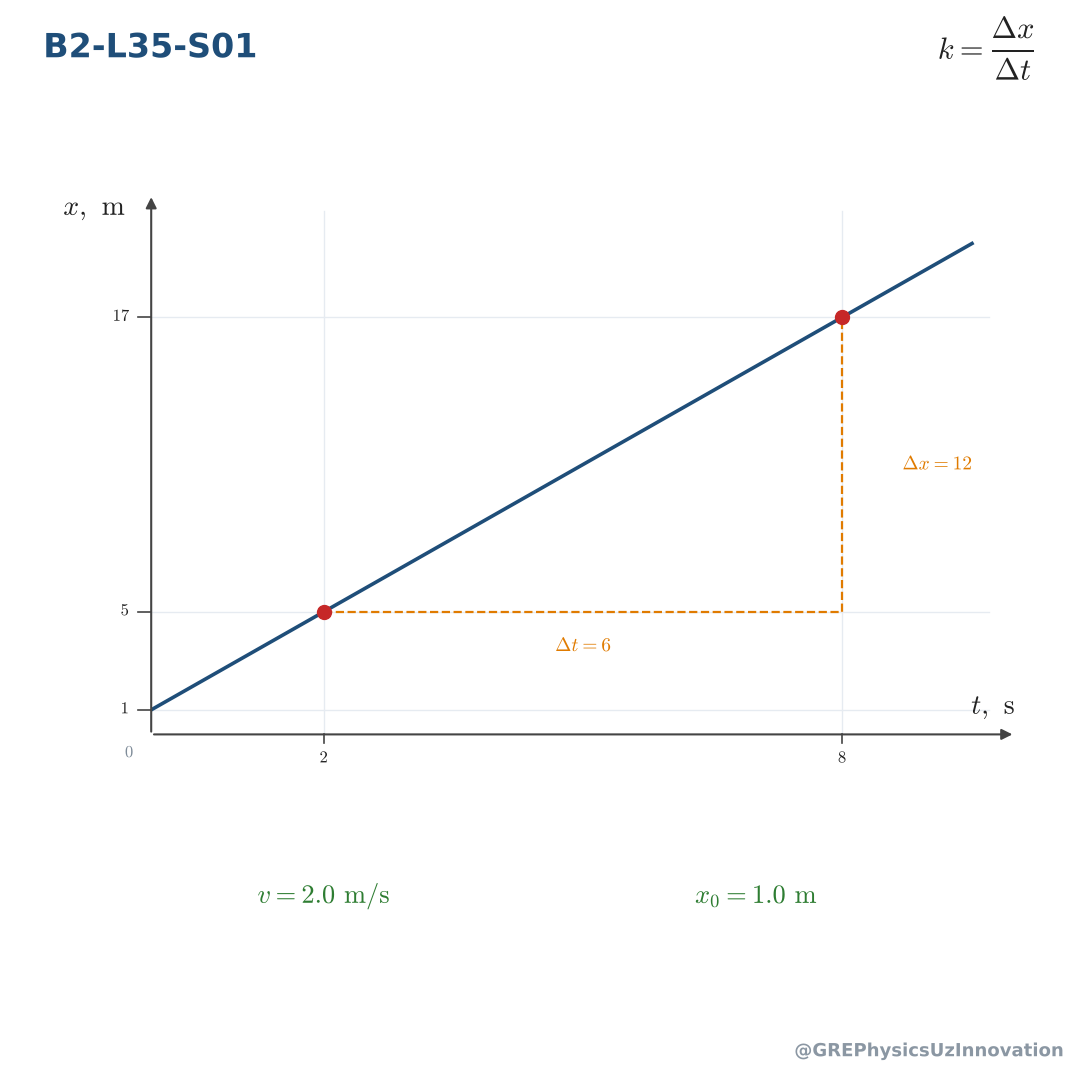 B2-L35-S01
k = Δx/Δt
x, m
17
Δx = 12
5
Δt = 6
1
t, s
0
2
8
v = 2.0 m/s
x₀ = 1.0 m
@GREPhysicsUzInnovation